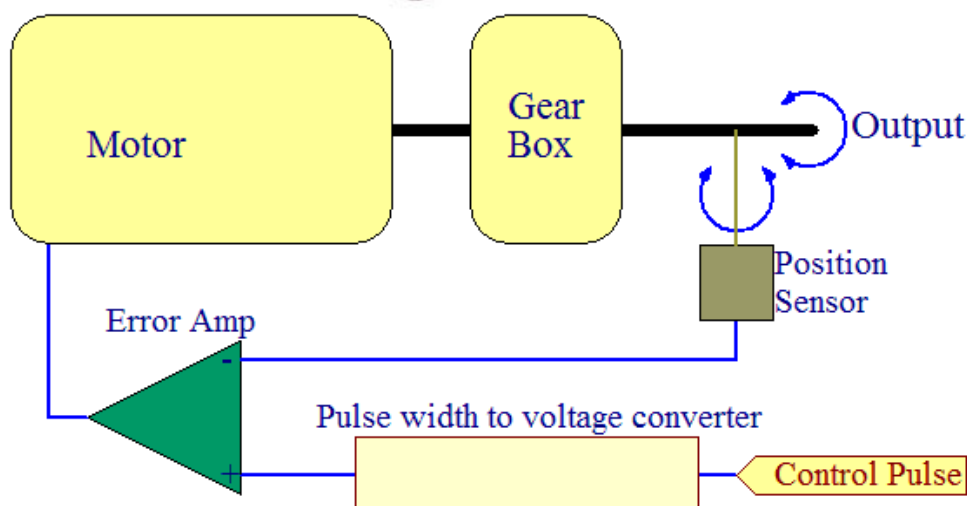 Motor
Gear
Box
Output
Position
Sensor
Error Amp
-
Pulse width to voltage converter
+
Control Pulse